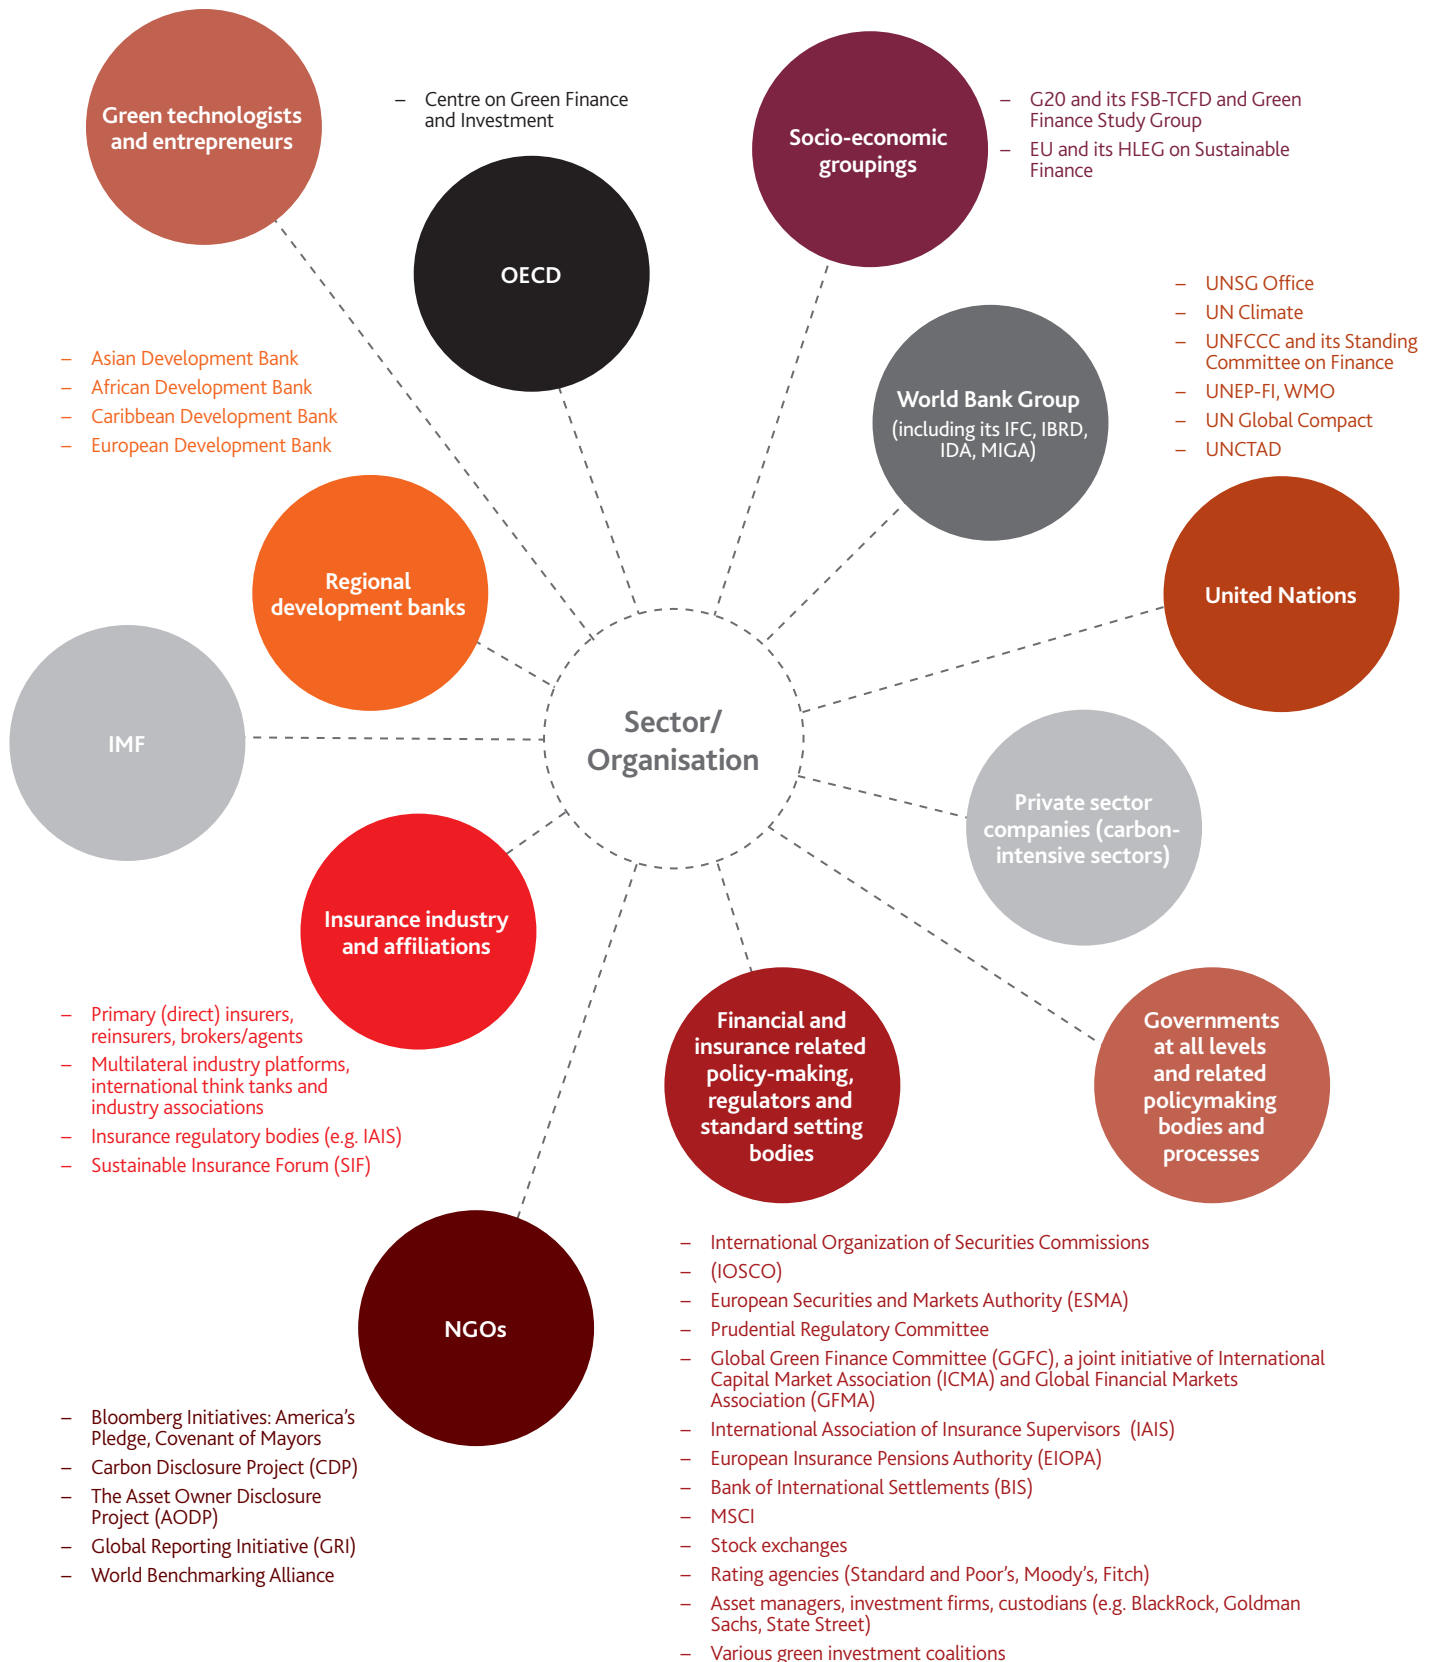 Green technologists
and entrepreneurs
– Centre on Green Finance
and Investment
OECD
Socio-economic
groupings
– G20 and its FSB-TCFD and Green
Finance Study Group
– EU and its HLEG on Sustainable
Finance
– UNSG Office
– UN Climate
– UNFCCC and its Standing
Committee on Finance
– UNEP-FI, WMO
– UN Global Compact
– UNCTAD
World Bank Group
(including its IFC, IBRD,
IDA, MIGA)
– Asian Development Bank
– African Development Bank
– Caribbean Development Bank
– European Development Bank
Regional
development banks
United Nations
IMF
Sector/
Organisation
Private sector
companies (carbon-
intensive sectors)
Insurance industry
and affiliations
– Primary (direct) insurers,
reinsurers, brokers/agents
– Multilateral industry platforms,
international think tanks and
industry associations
– Insurance regulatory bodies (e.g. IAIS)
– Sustainable Insurance Forum (SIF)
Financial and
insurance related
policy-making,
regulators and
standard setting
bodies
Governments
at all levels
and related
policymaking
bodies and
processes
NGOs
– Bloomberg Initiatives: America’s
Pledge, Covenant of Mayors
– Carbon Disclosure Project (CDP)
– The Asset Owner Disclosure
Project (AODP)
– Global Reporting Initiative (GRI)
– World Benchmarking Alliance
– International Organization of Securities Commissions
– (IOSCO)
– European Securities and Markets Authority (ESMA)
– Prudential Regulatory Committee
– Global Green Finance Committee (GGFC), a joint initiative of International
Capital Market Association (ICMA) and Global Financial Markets
Association (GFMA)
– International Association of Insurance Supervisors (IAIS)
– European Insurance Pensions Authority (EIOPA)
– Bank of International Settlements (BIS)
– MSCI
– Stock exchanges
– Rating agencies (Standard and Poor’s, Moody’s, Fitch)
– Asset managers, investment firms, custodians (e.g. BlackRock, Goldman
Sachs, State Street)
– Various green investment coalitions